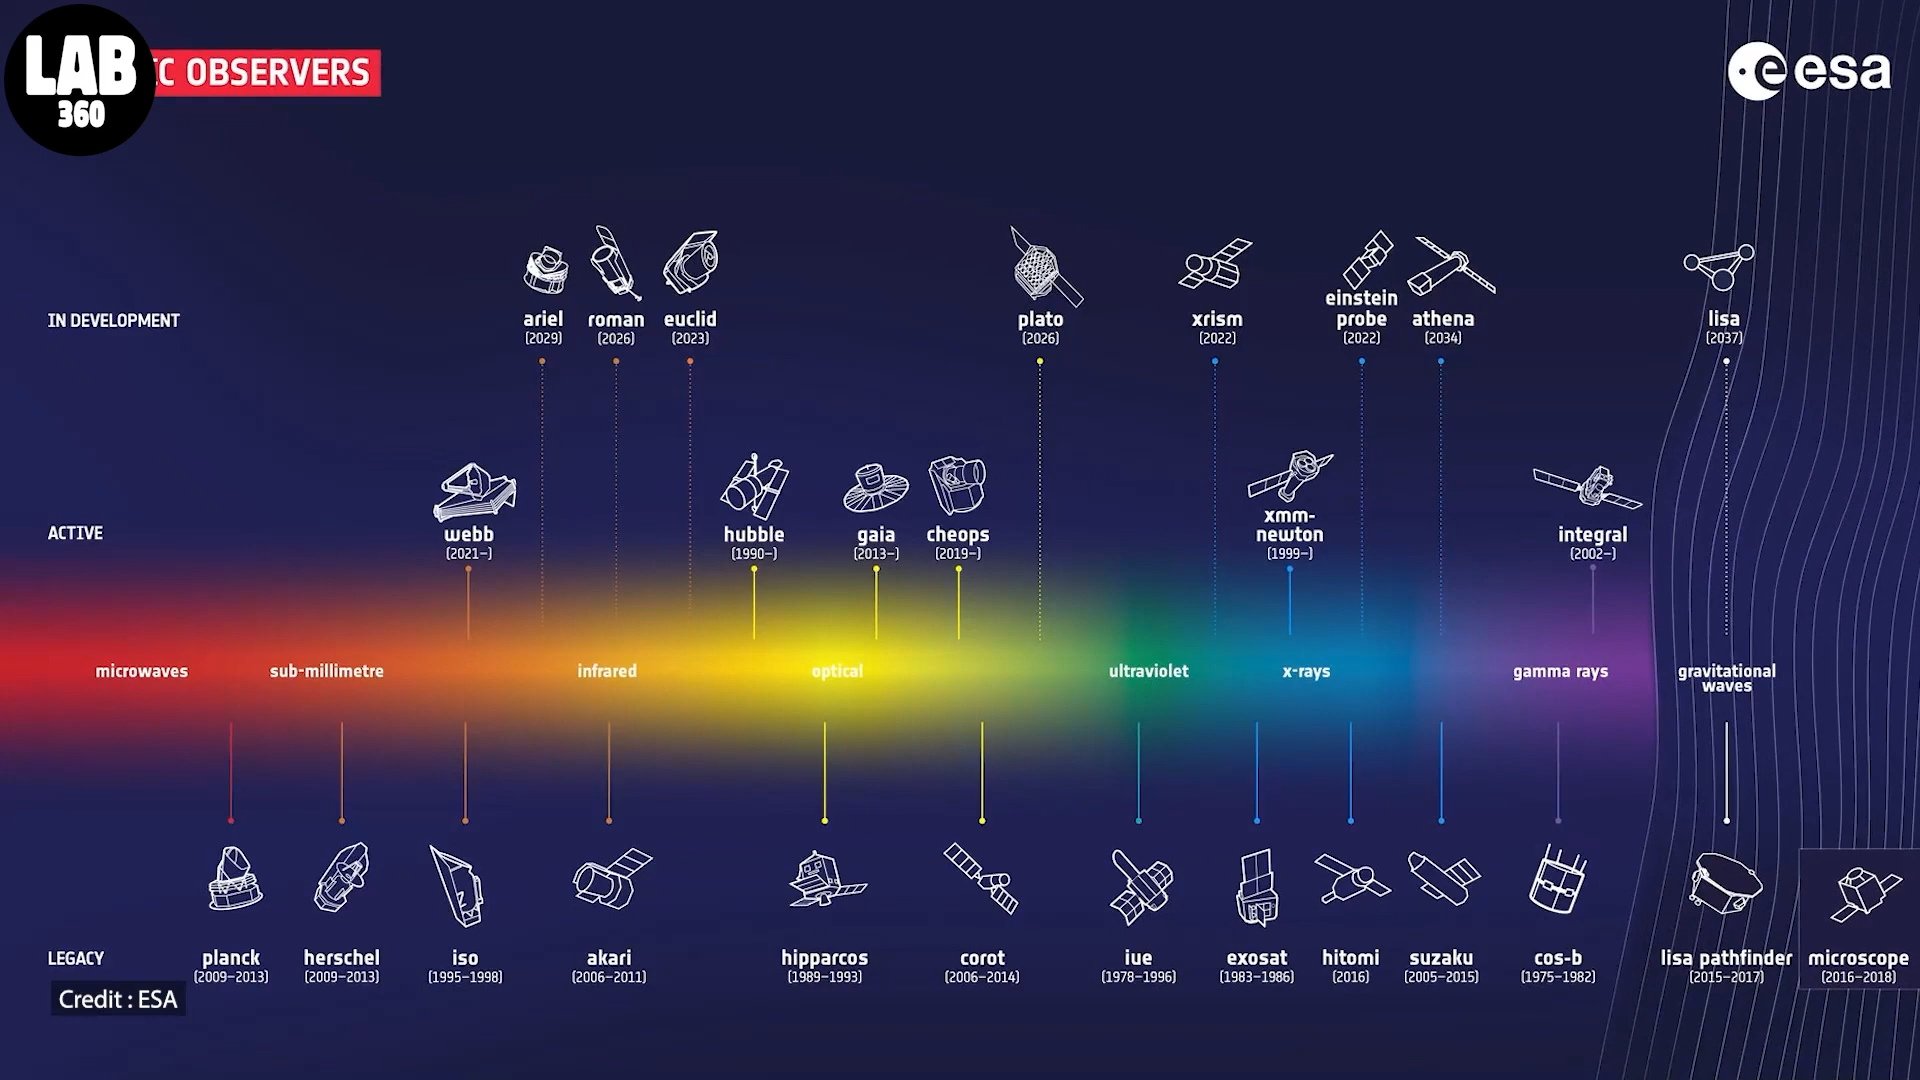 LAB
360
C OBSERVERS
esa
IN DEVELOPMENT
ariel
(2029)
roman
(2026)
euclid
(2023)
plato
(2026)
xrism
(2022)
einstein
probe
(2022)
athena
(2034)
lisa
(2037)
ACTIVE
webb
(2021–)
hubble
(1990–)
gaia
(2013–)
cheops
(2019–)
xmm-
newton
(1999–)
integral
(2002–)
microwaves
sub-millimetre
infrared
optical
ultraviolet
x-rays
gamma rays
gravitational
waves
LEGACY
planck
(2009–2013)
herschel
(2009–2013)
iso
(1995–1998)
akari
(2006–2011)
hipparcos
(1989–1993)
corot
(2006–2014)
iue
(1978–1996)
exosat
(1983–1986)
hitomi
(2016)
suzaku
(2005–2015)
cos-b
(1975–1982)
lisa pathfinder
(2015–2017)
microscope
(2016–2018)
Credit : ESA